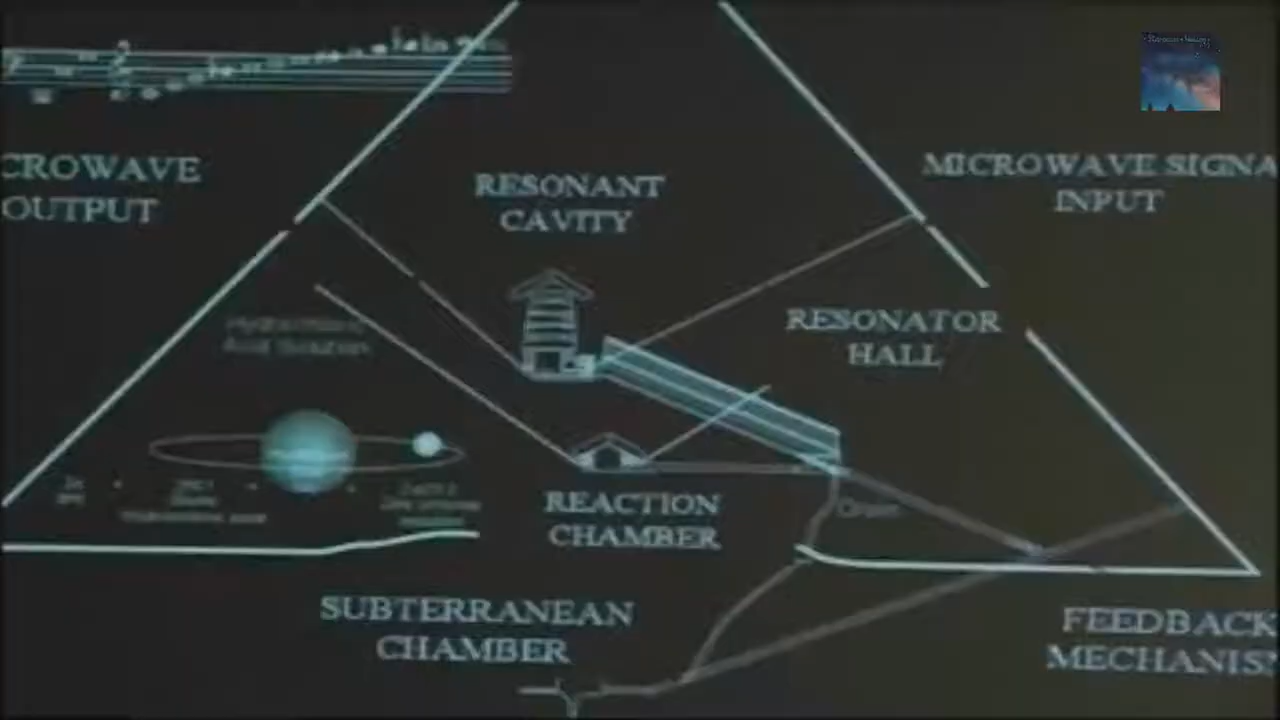 CROWAVE
OUTPUT
RESONANT
CAVITY
MICROWAVE SIGNA
INPUT
RESONATOR
HALL
REACTION
CHAMBER
SUBTERRANEAN
CHAMBER
FEEDBACK
MECHANIS